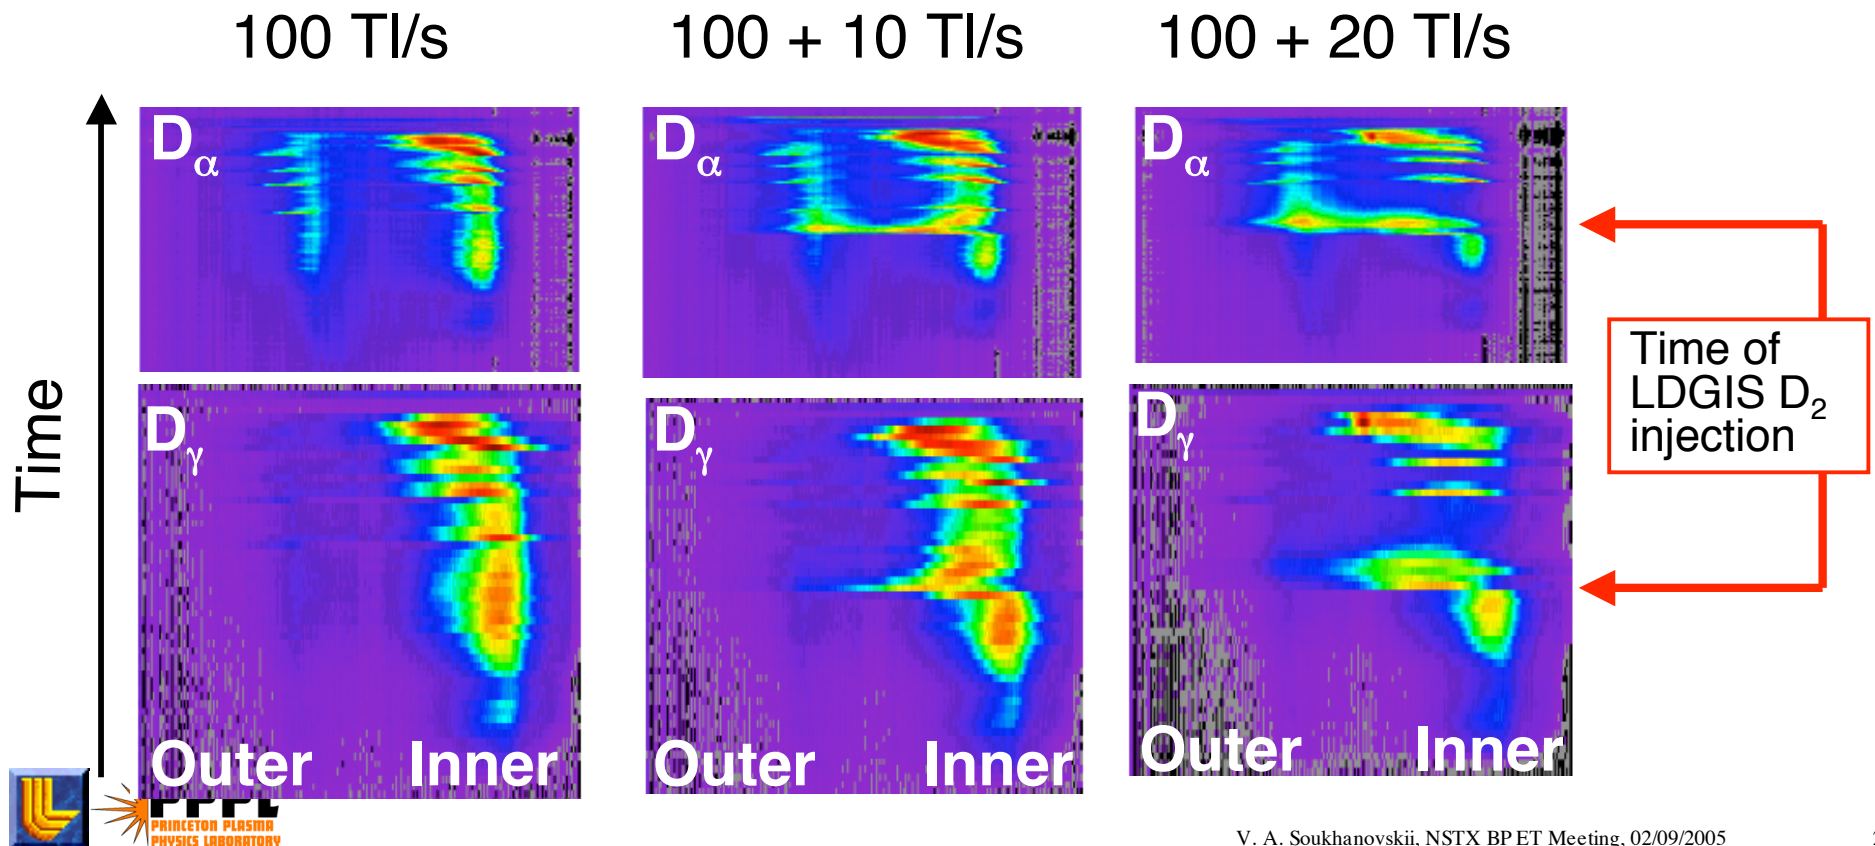 100 Tl/s
100 + 10 Tl/s
100 + 20 Tl/s
Time
Dα
Dα
Dα
Dγ
Dγ
Dγ
Outer Inner
Outer Inner
Outer Inner
Time of
LDGIS D₂
injection
PPPL
PRINCETON PLASMA
PHYSICS LABORATORY
V. A. Soukhanovskii, NSTX BP ET Meeting, 02/09/2005